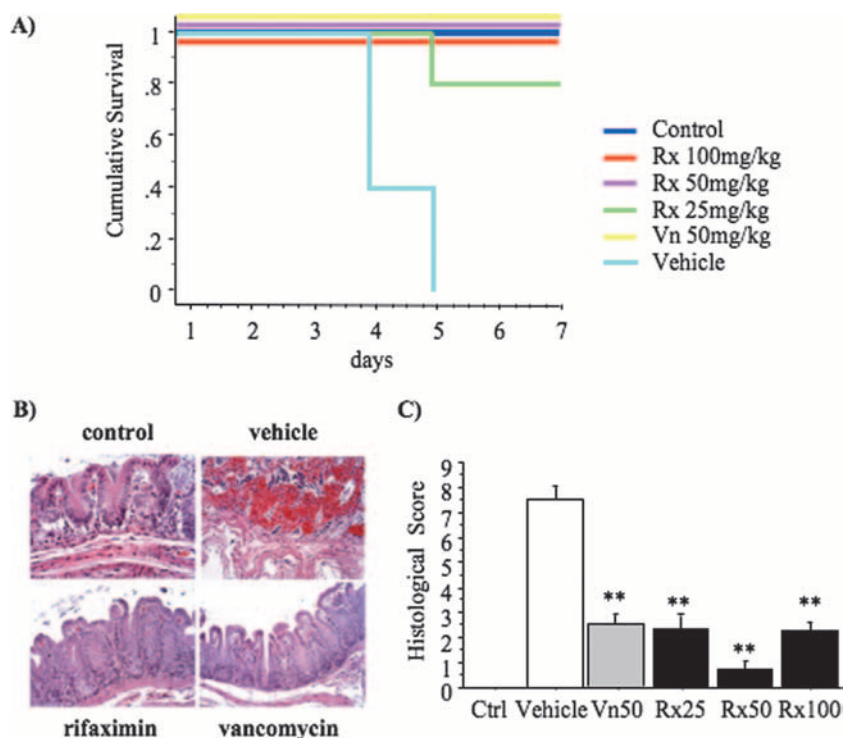 A)
Cumulative Survival
1
.8
.6
.4
.2
0
1 2 3 4 5 6 7
days
Control
Rx 100mg/kg
Rx 50mg/kg
Rx 25mg/kg
Vn 50mg/kg
Vehicle
B)
control vehicle
rifaximin vancomycin
C)
Histological Score
9
8
7
6
5
4
3
2
1
0
** ** ** **
Ctrl Vehicle Vn50 Rx25 Rx50 Rx100